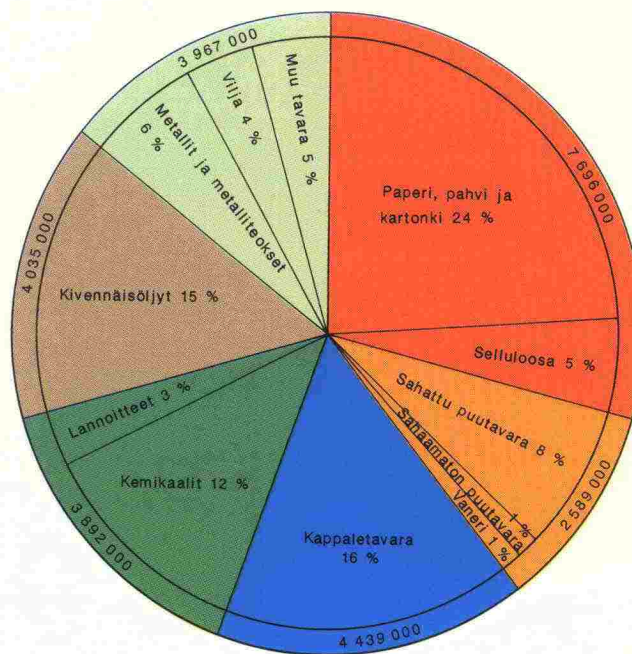 3 967 000
Muu tavara 5 %
Vilja 4 %
Metallit ja metalliteokset
6 %
7 696 000
Paperi, pahvi ja
kartonki 24 %
Selluloosa 5 %
Sahattu puutavara 8 %
Sahaamaton puutavara
1 %
Vaneri 1 %
2 589 000
Kappaletavara
16 %
4 439 000
Kemikaalit 12 %
Lannoitteet 3 %
3 892 000
Kivennäisöljyt 15 %
4 035 000